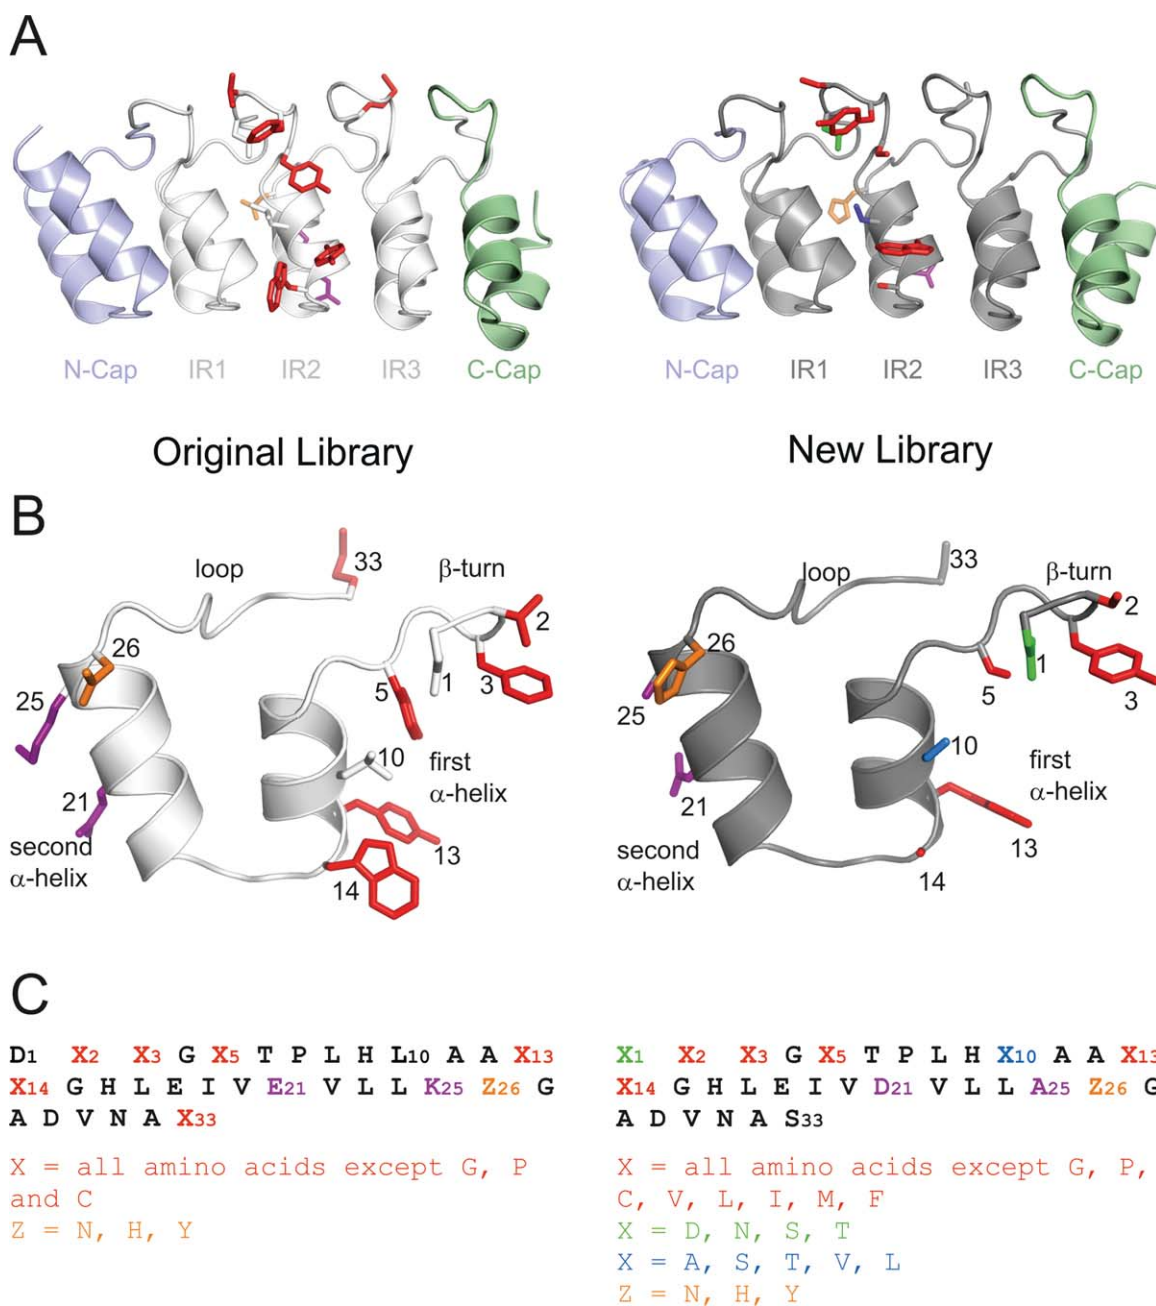 A
N-Cap IR1 IR2 IR3 C-Cap
N-Cap IR1 IR2 IR3 C-Cap
Original Library
New Library
B
loop
33
β-turn
26
2
25
5
1
3
10
first
α-helix
21
second
α-helix
13
14
loop
33
β-turn
26
2
1
5
3
25
10
first
α-helix
21
second
α-helix
13
14
C
D1 X2 X3 G X5 T P L H L10 A A X13
X14 G H L E I V E21 V L L K25 Z26 G
A D V N A X33
X = all amino acids except G, P
and C
Z = N, H, Y
X1 X2 X3 G X5 T P L H X10 A A X13
X14 G H L E I V D21 V L L A25 Z26 G
A D V N A S33
X = all amino acids except G, P,
C, V, L, I, M, F
X = D, N, S, T
X = A, S, T, V, L
Z = N, H, Y